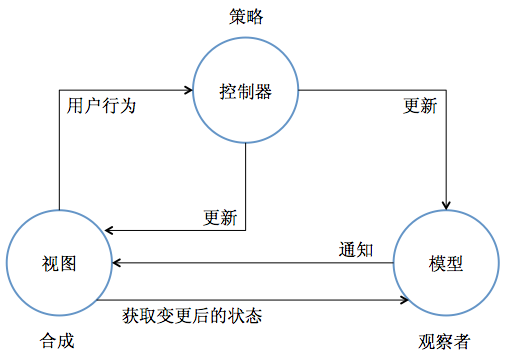 策略
控制器
用户行为
更新
更新
通知
视图
模型
获取变更后的状态
合成
观察者